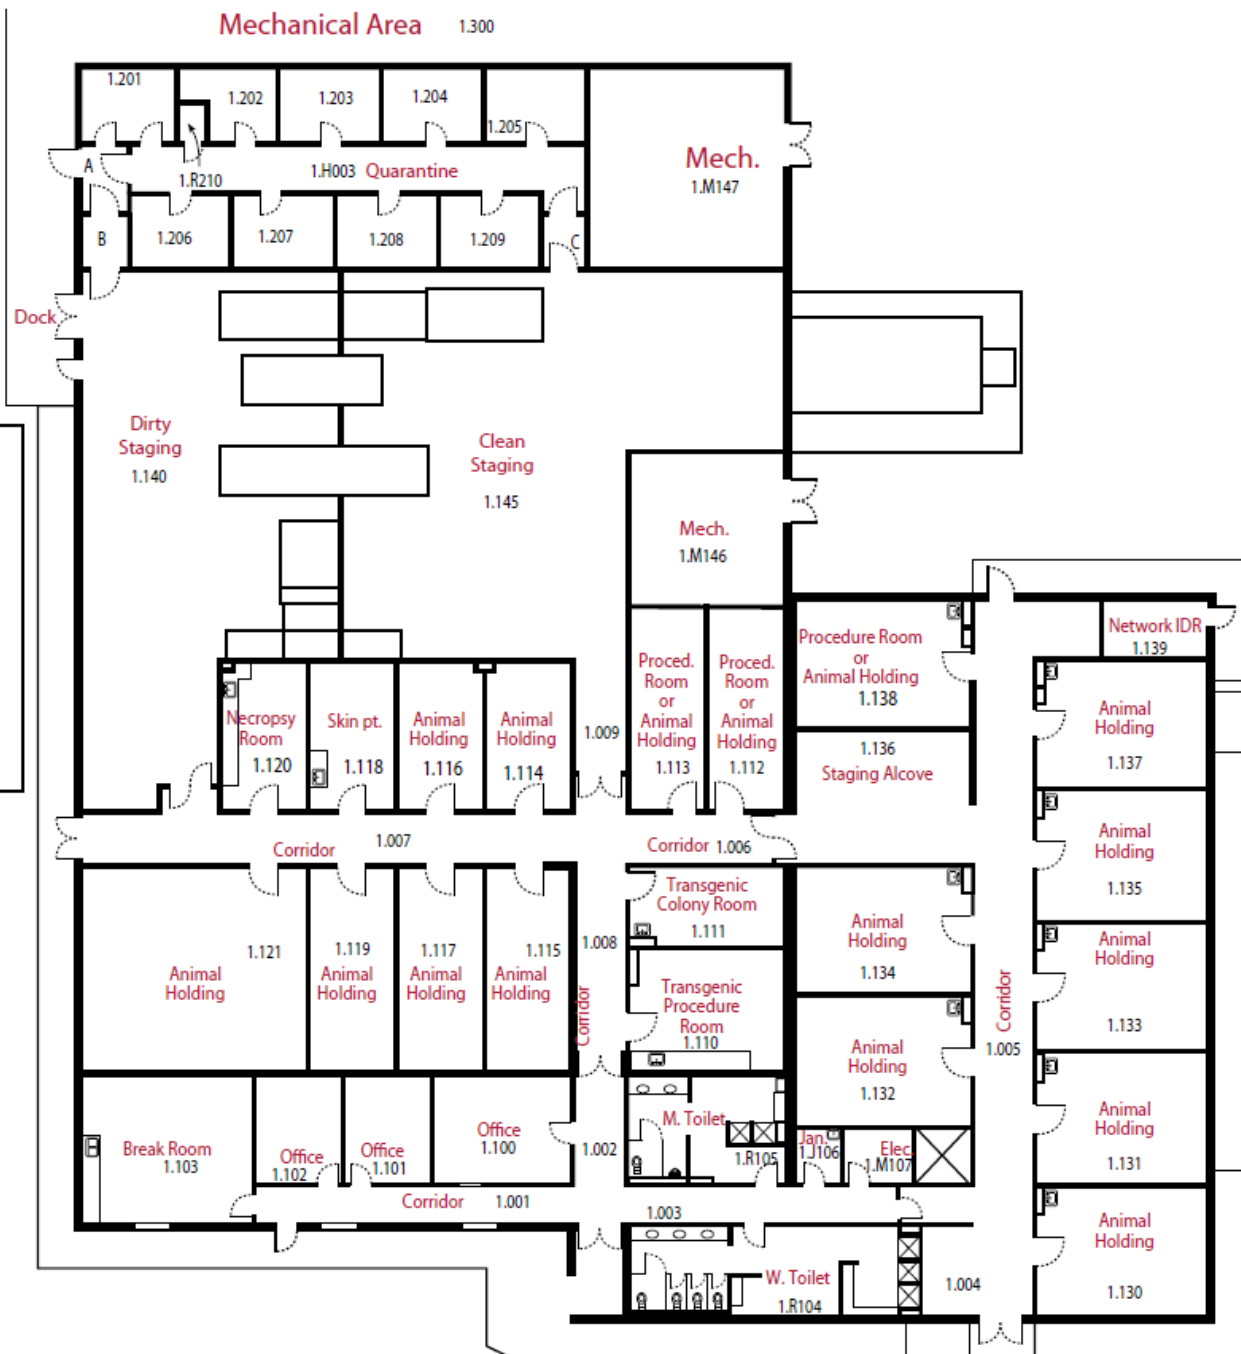 Mechanical Area 1.300
1.201
1.202
1.203
1.204
1.205
A
1.R210
1.H003 Quarantine
Mech.
1.M147
B
1.206
1.207
1.208
1.209
C
Dock
Dirty
Staging
1.140
Clean
Staging
1.145
Mech.
1.M146
Necropsy
Room
1.120
Skin pt.
1.118
Animal
Holding
1.116
Animal
Holding
1.114
1.009
Proced.
Room
or
Animal
Holding
1.113
Proced.
Room
or
Animal
Holding
1.112
Procedure Room
or
Animal Holding
1.138
Network IDR
1.139
1.136
Staging Alcove
Animal
Holding
1.137
Corridor 1.007
Corridor 1.006
Animal
Holding
1.135
1.121
Animal
Holding
1.119
Animal
Holding
1.117
Animal
Holding
1.115
Animal
Holding
1.008
Corridor
Transgenic
Colony Room
1.111
Transgenic
Procedure
Room
1.110
Animal
Holding
1.134
Animal
Holding
1.132
Corridor
1.005
Animal
Holding
1.133
Animal
Holding
1.131
Break Room
1.103
Office
1.102
Office
1.101
Office
1.100
1.002
M. Toilet
1.R105
Jan.
1.J106
Elec.
1.M107
Corridor 1.001
1.003
W. Toilet
1.R104
1.004
Animal
Holding
1.130